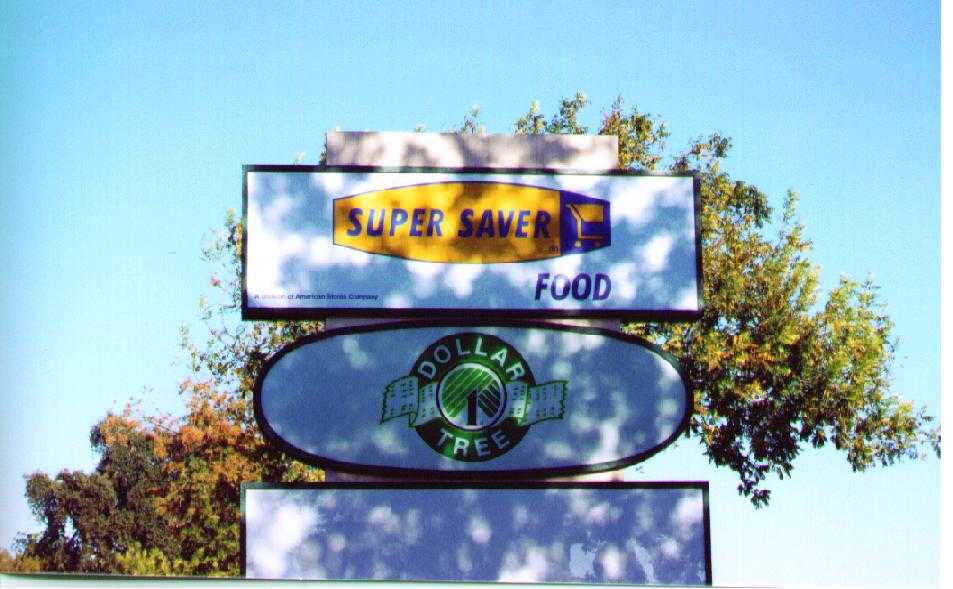 SUPER SAVER
FOOD
A Division of American Stores Company
DOLLAR
TREE